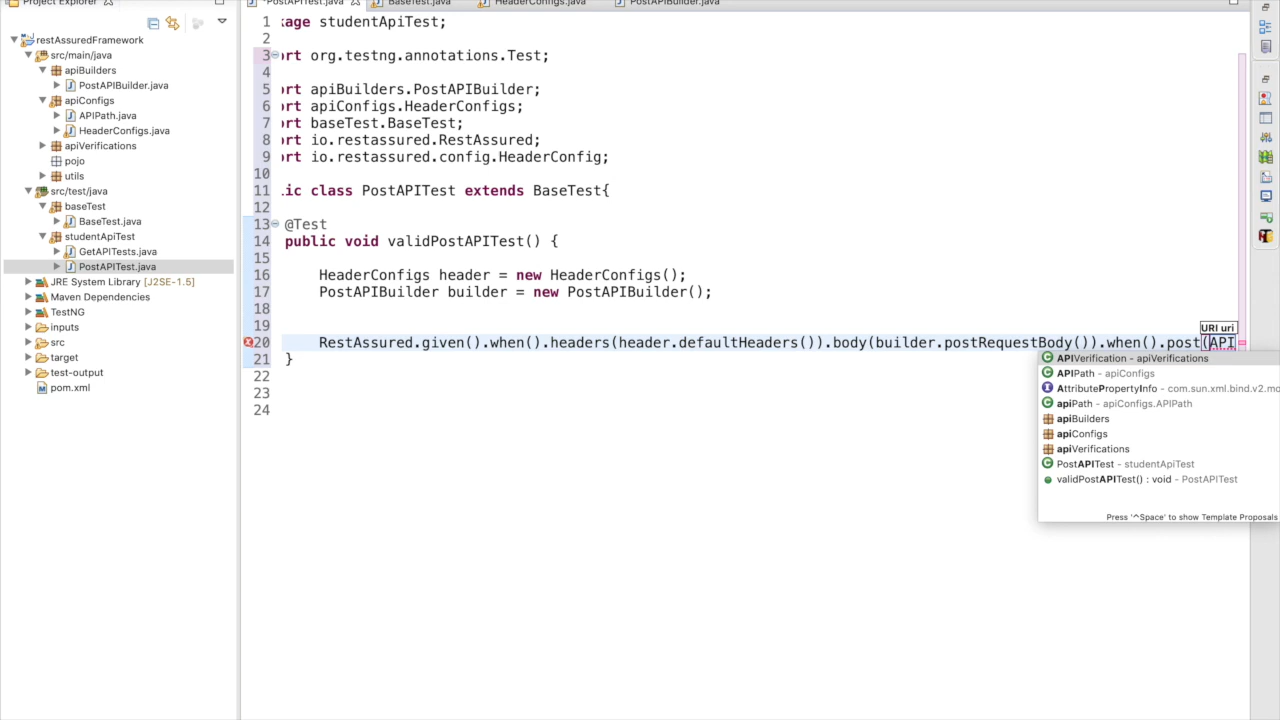 Project Explorer
*PostAPITest.java
BaseTest.java
HeaderConfigs.java
PostAPIBuilder.java
restAssuredFramework
src/main/java
apiBuilders
PostAPIBuilder.java
apiConfigs
APIPath.java
HeaderConfigs.java
apiVerifications
pojo
utils
src/test/java
baseTest
BaseTest.java
studentApiTest
GetAPITests.java
PostAPITest.java
JRE System Library [J2SE-1.5]
Maven Dependencies
TestNG
inputs
src
target
test-output
pom.xml
1 kage studentApiTest;
2
3 ort org.testng.annotations.Test;
4
5 ort apiBuilders.PostAPIBuilder;
6 ort apiConfigs.HeaderConfigs;
7 ort baseTest.BaseTest;
8 ort io.restassured.RestAssured;
9 ort io.restassured.config.HeaderConfig;
10
11 lic class PostAPITest extends BaseTest{
12
13 @Test
14 public void validPostAPITest() {
15
16 HeaderConfigs header = new HeaderConfigs();
17 PostAPIBuilder builder = new PostAPIBuilder();
18
19
URI uri
20 RestAssured.given().when().headers(header.defaultHeaders()).body(builder.postRequestBody()).when().post(API
21 }
22
23
24
APIVerification - apiVerifications
APIPath - apiConfigs
AttributePropertyInfo - com.sun.xml.bind.v2.mo
apiPath - apiConfigs.APIPath
apiBuilders
apiConfigs
apiVerifications
PostAPITest - studentApiTest
validPostAPITest() : void - PostAPITest
Press '^Space' to show Template Proposals